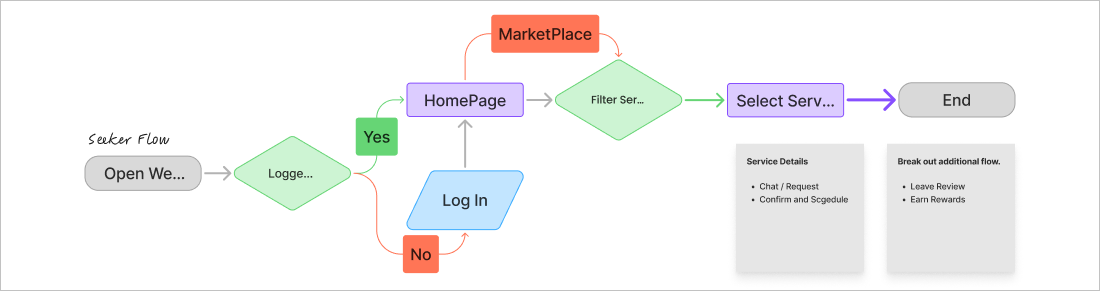 MarketPlace
Seeker Flow
Open We...
Logge...
Yes
No
Log In
HomePage
Filter Ser...
Select Serv...
End
Service Details
• Chat / Request
• Confirm and Scgedule
Break out additional flow.
• Leave Review
• Earn Rewards